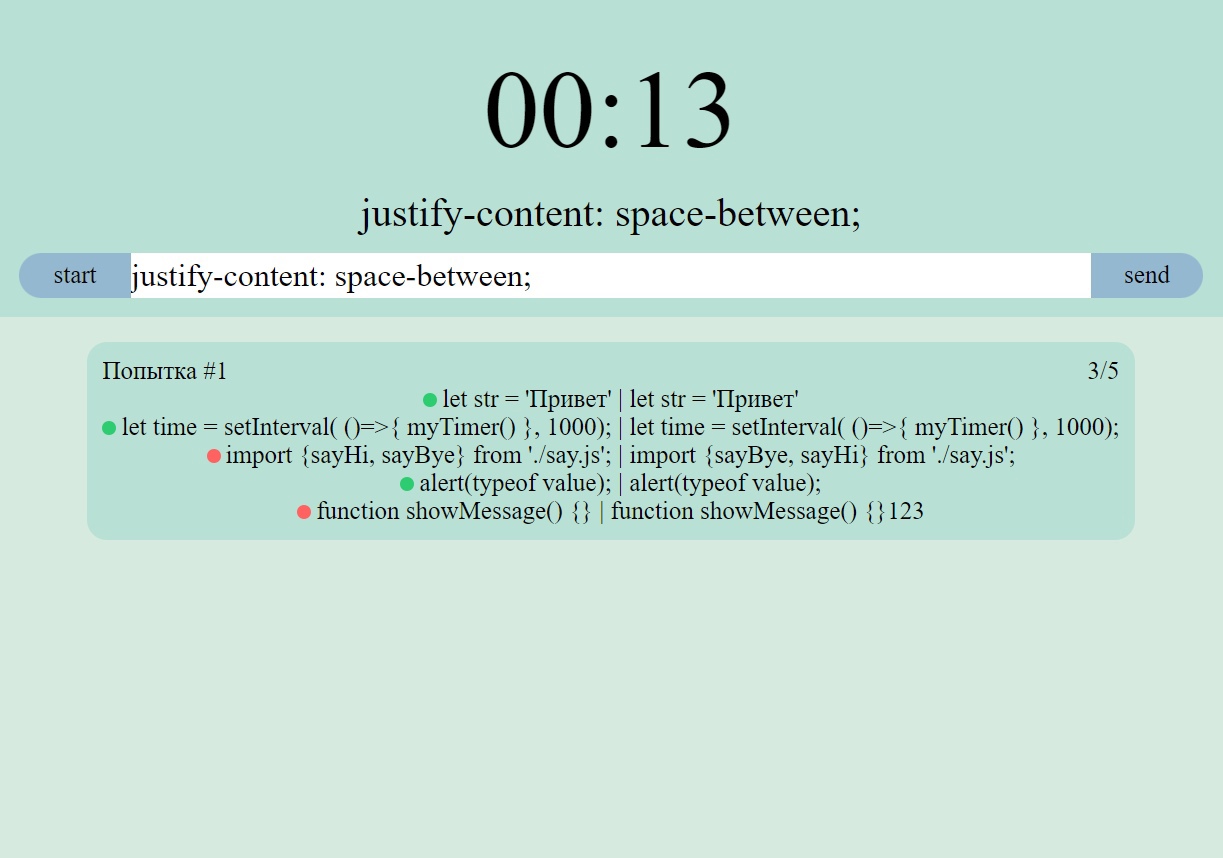 00:13
justify-content: space-between;
start justify-content: space-between; send
Попытка #1 3/5
let str = 'Привет' | let str = 'Привет'
let time = setInterval( ()=>{ myTimer() }, 1000); | let time = setInterval( ()=>{ myTimer() }, 1000);
import {sayHi, sayBye} from './say.js'; | import {sayBye, sayHi} from './say.js';
alert(typeof value); | alert(typeof value);
function showMessage() {} | function showMessage() {}123